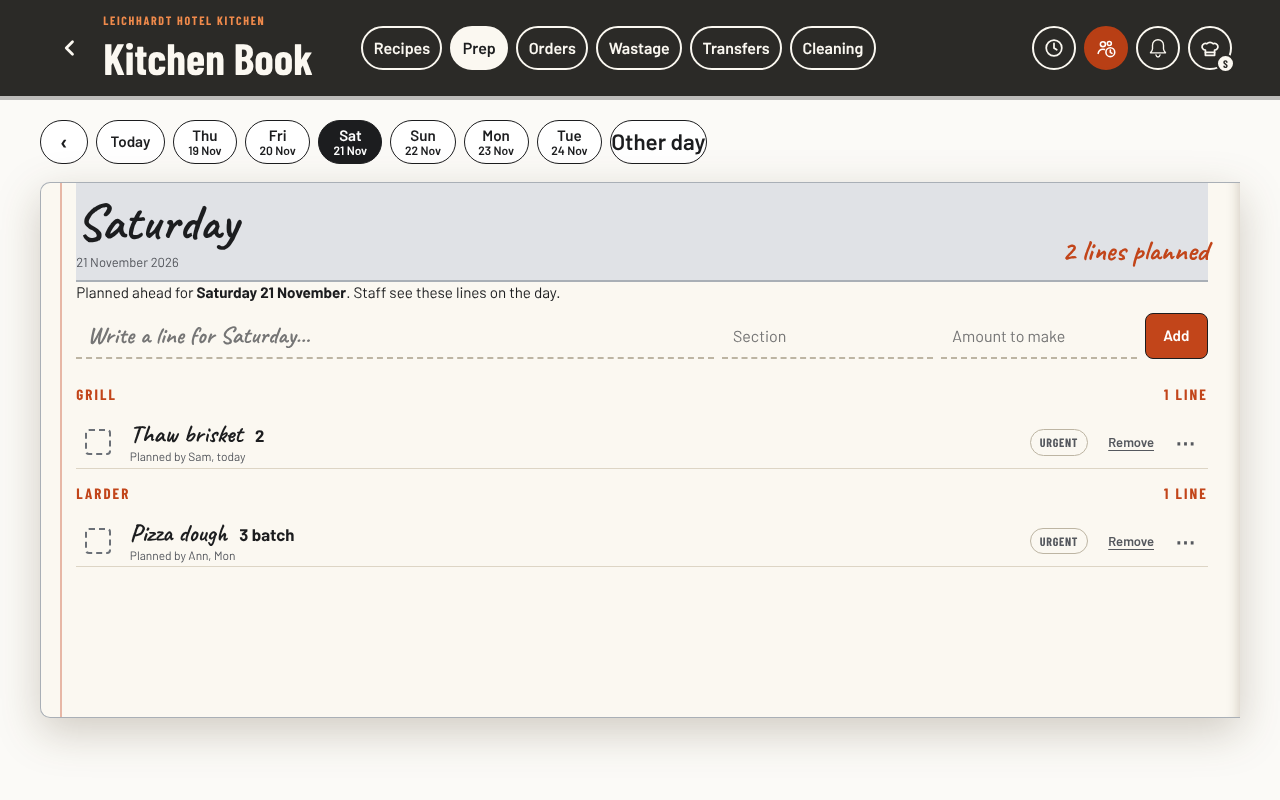 LEICHHARDT HOTEL KITCHEN
Kitchen Book
Recipes
Prep
Orders
Wastage
Transfers
Cleaning
S
‹
Today
Thu
19 Nov
Fri
20 Nov
Sat
21 Nov
Sun
22 Nov
Mon
23 Nov
Tue
24 Nov
Other day
Saturday
21 November 2026
2 lines planned
Planned ahead for Saturday 21 November. Staff see these lines on the day.
Write a line for Saturday...
Section
Amount to make
Add
GRILL
1 LINE
Thaw brisket 2
Planned by Sam, today
URGENT
Remove
...
LARDER
1 LINE
Pizza dough 3 batch
Planned by Ann, Mon
URGENT
Remove
...